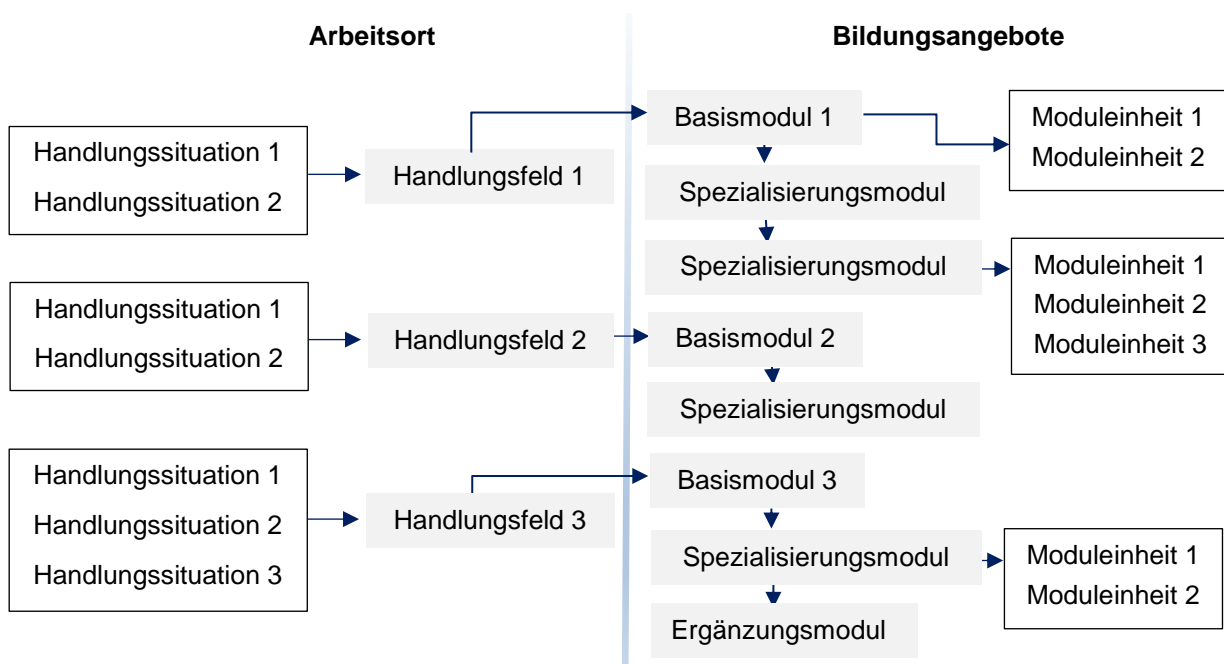 Arbeitsort
Bildungsangebote
Handlungssituation 1
Handlungssituation 2
Handlungsfeld 1
Basismodul 1
Moduleinheit 1
Moduleinheit 2
Spezialisierungsmodul
Spezialisierungsmodul
Moduleinheit 1
Moduleinheit 2
Moduleinheit 3
Handlungssituation 1
Handlungssituation 2
Handlungsfeld 2
Basismodul 2
Spezialisierungsmodul
Handlungssituation 1
Handlungssituation 2
Handlungssituation 3
Handlungsfeld 3
Basismodul 3
Spezialisierungsmodul
Moduleinheit 1
Moduleinheit 2
Ergänzungsmodul